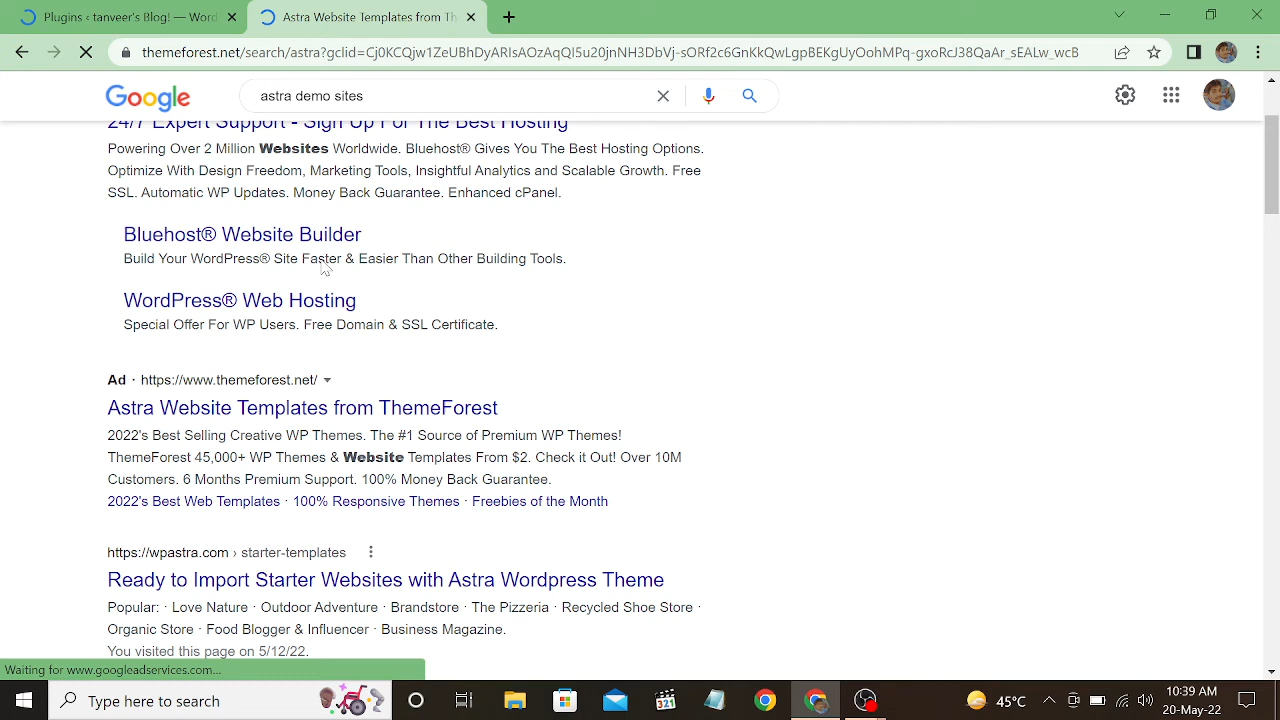 Plugins ‹ tanveer's Blog! — Word
Astra Website Templates from Th
themeforest.net/search/astra?gclid=Cj0KCQjw1ZeUBhDyARIsAOzAqQI5u20jnNH3DbVj-sORf2c6GnKkQwLgpBEKgUyOohMPq-gxoRcJ38QaAr_sEALw_wcB
Google
astra demo sites
24/7 Expert Support - Sign Up For The Best Hosting
Powering Over 2 Million Websites Worldwide. Bluehost® Gives You The Best Hosting Options.
Optimize With Design Freedom, Marketing Tools, Insightful Analytics and Scalable Growth. Free
SSL. Automatic WP Updates. Money Back Guarantee. Enhanced cPanel.
Bluehost® Website Builder
Build Your WordPress® Site Faster & Easier Than Other Building Tools.
WordPress® Web Hosting
Special Offer For WP Users. Free Domain & SSL Certificate.
Ad · https://www.themeforest.net/
Astra Website Templates from ThemeForest
2022's Best Selling Creative WP Themes. The #1 Source of Premium WP Themes!
ThemeForest 45,000+ WP Themes & Website Templates From $2. Check it Out! Over 10M
Customers. 6 Months Premium Support. 100% Money Back Guarantee.
2022's Best Web Templates · 100% Responsive Themes · Freebies of the Month
https://wpastra.com › starter-templates
Ready to Import Starter Websites with Astra Wordpress Theme
Popular: · Love Nature · Outdoor Adventure · Brandstore · The Pizzeria · Recycled Shoe Store ·
Organic Store · Food Blogger & Influencer · Business Magazine.
You visited this page on 5/12/22.
Waiting for www.googleadservices.com...
Type here to search
321
45°C
10:39 AM
20-May-22